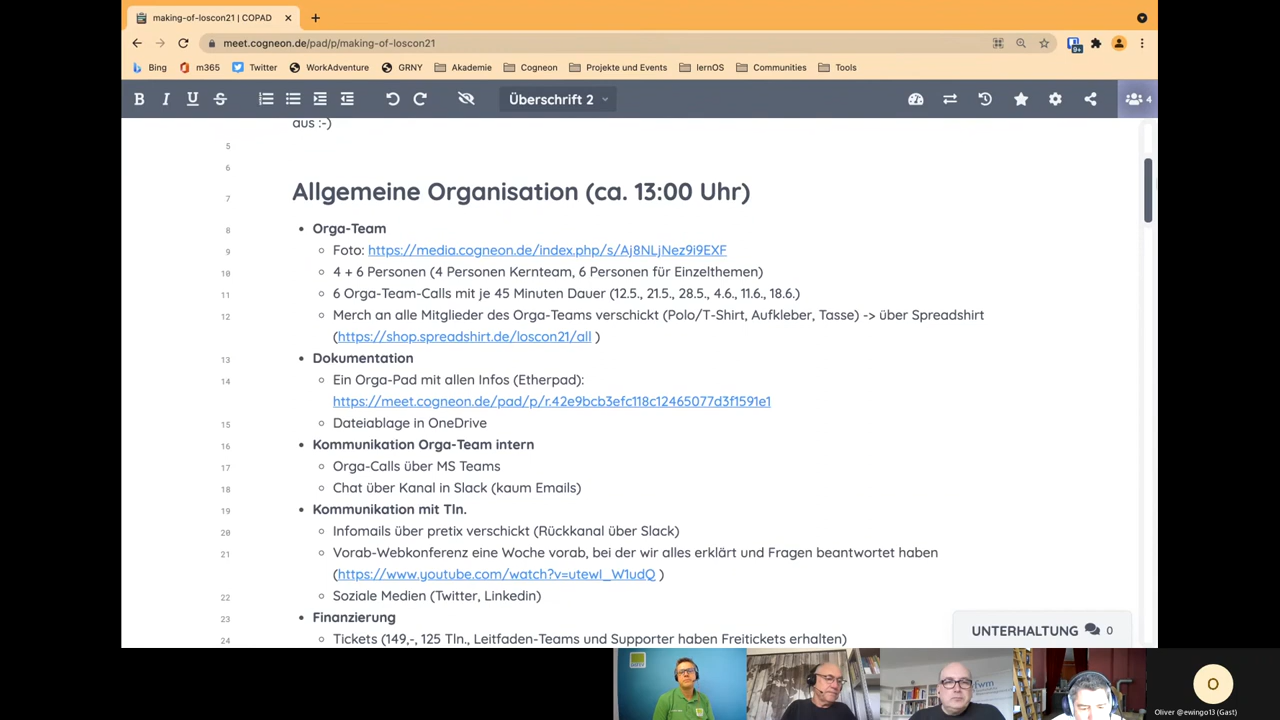 making-of-loscon21 | COPAD
meet.cogneon.de/pad/p/making-of-loscon21
9+
Bing m365 Twitter WorkAdventure GRNY Akademie Cogneon Projekte und Events lernOS Communities Tools
B I U S Überschrift 2 4
aus :-)
5
6
7 Allgemeine Organisation (ca. 13:00 Uhr)
8 • Orga-Team
9 Foto: https://media.cogneon.de/index.php/s/Aj8NLjNez9i9EXF
10 4 + 6 Personen (4 Personen Kernteam, 6 Personen für Einzelthemen)
11 6 Orga-Team-Calls mit je 45 Minuten Dauer (12.5., 21.5., 28.5., 4.6., 11.6., 18.6.)
12 Merch an alle Mitglieder des Orga-Teams verschickt (Polo/T-Shirt, Aufkleber, Tasse) -> über Spreadshirt
(https://shop.spreadshirt.de/loscon21/all )
13 • Dokumentation
14 Ein Orga-Pad mit allen Infos (Etherpad):
https://meet.cogneon.de/pad/p/r.42e9bcb3efc118c12465077d3f1591e1
15 Dateiablage in OneDrive
16 • Kommunikation Orga-Team intern
17 Orga-Calls über MS Teams
18 Chat über Kanal in Slack (kaum Emails)
19 • Kommunikation mit Tln.
20 Infomails über pretix verschickt (Rückkanal über Slack)
21 Vorab-Webkonferenz eine Woche vorab, bei der wir alles erklärt und Fragen beantwortet haben
(https://www.youtube.com/watch?v=utewI_W1udQ )
22 Soziale Medien (Twitter, Linkedin)
23 • Finanzierung
24 Tickets (149,-, 125 Tln., Leitfaden-Teams und Supporter haben Freitickets erhalten)
UNTERHALTUNG 0
fwm
O
Oliver @ewingo13 (Gast)